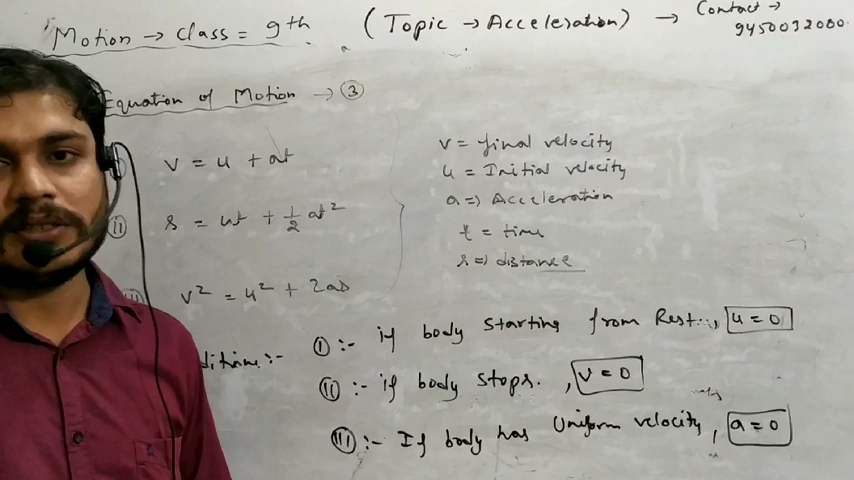 Motion → Class = 9th (Topic → Acceleration) → Contact → 9450032000.
Equation of Motion → ③
v = u + at
ⅱ s = ut + 1/2 at²
v² = u² + 2as
v = final velocity
u = Initial velocity
a => Acceleration
t = time
s => distance
ditions :- Ⅰ :- if body starting from Rest.., u = 0
Ⅱ :- if body stops. , v = 0
Ⅲ :- If body has Uniform velocity, a = 0